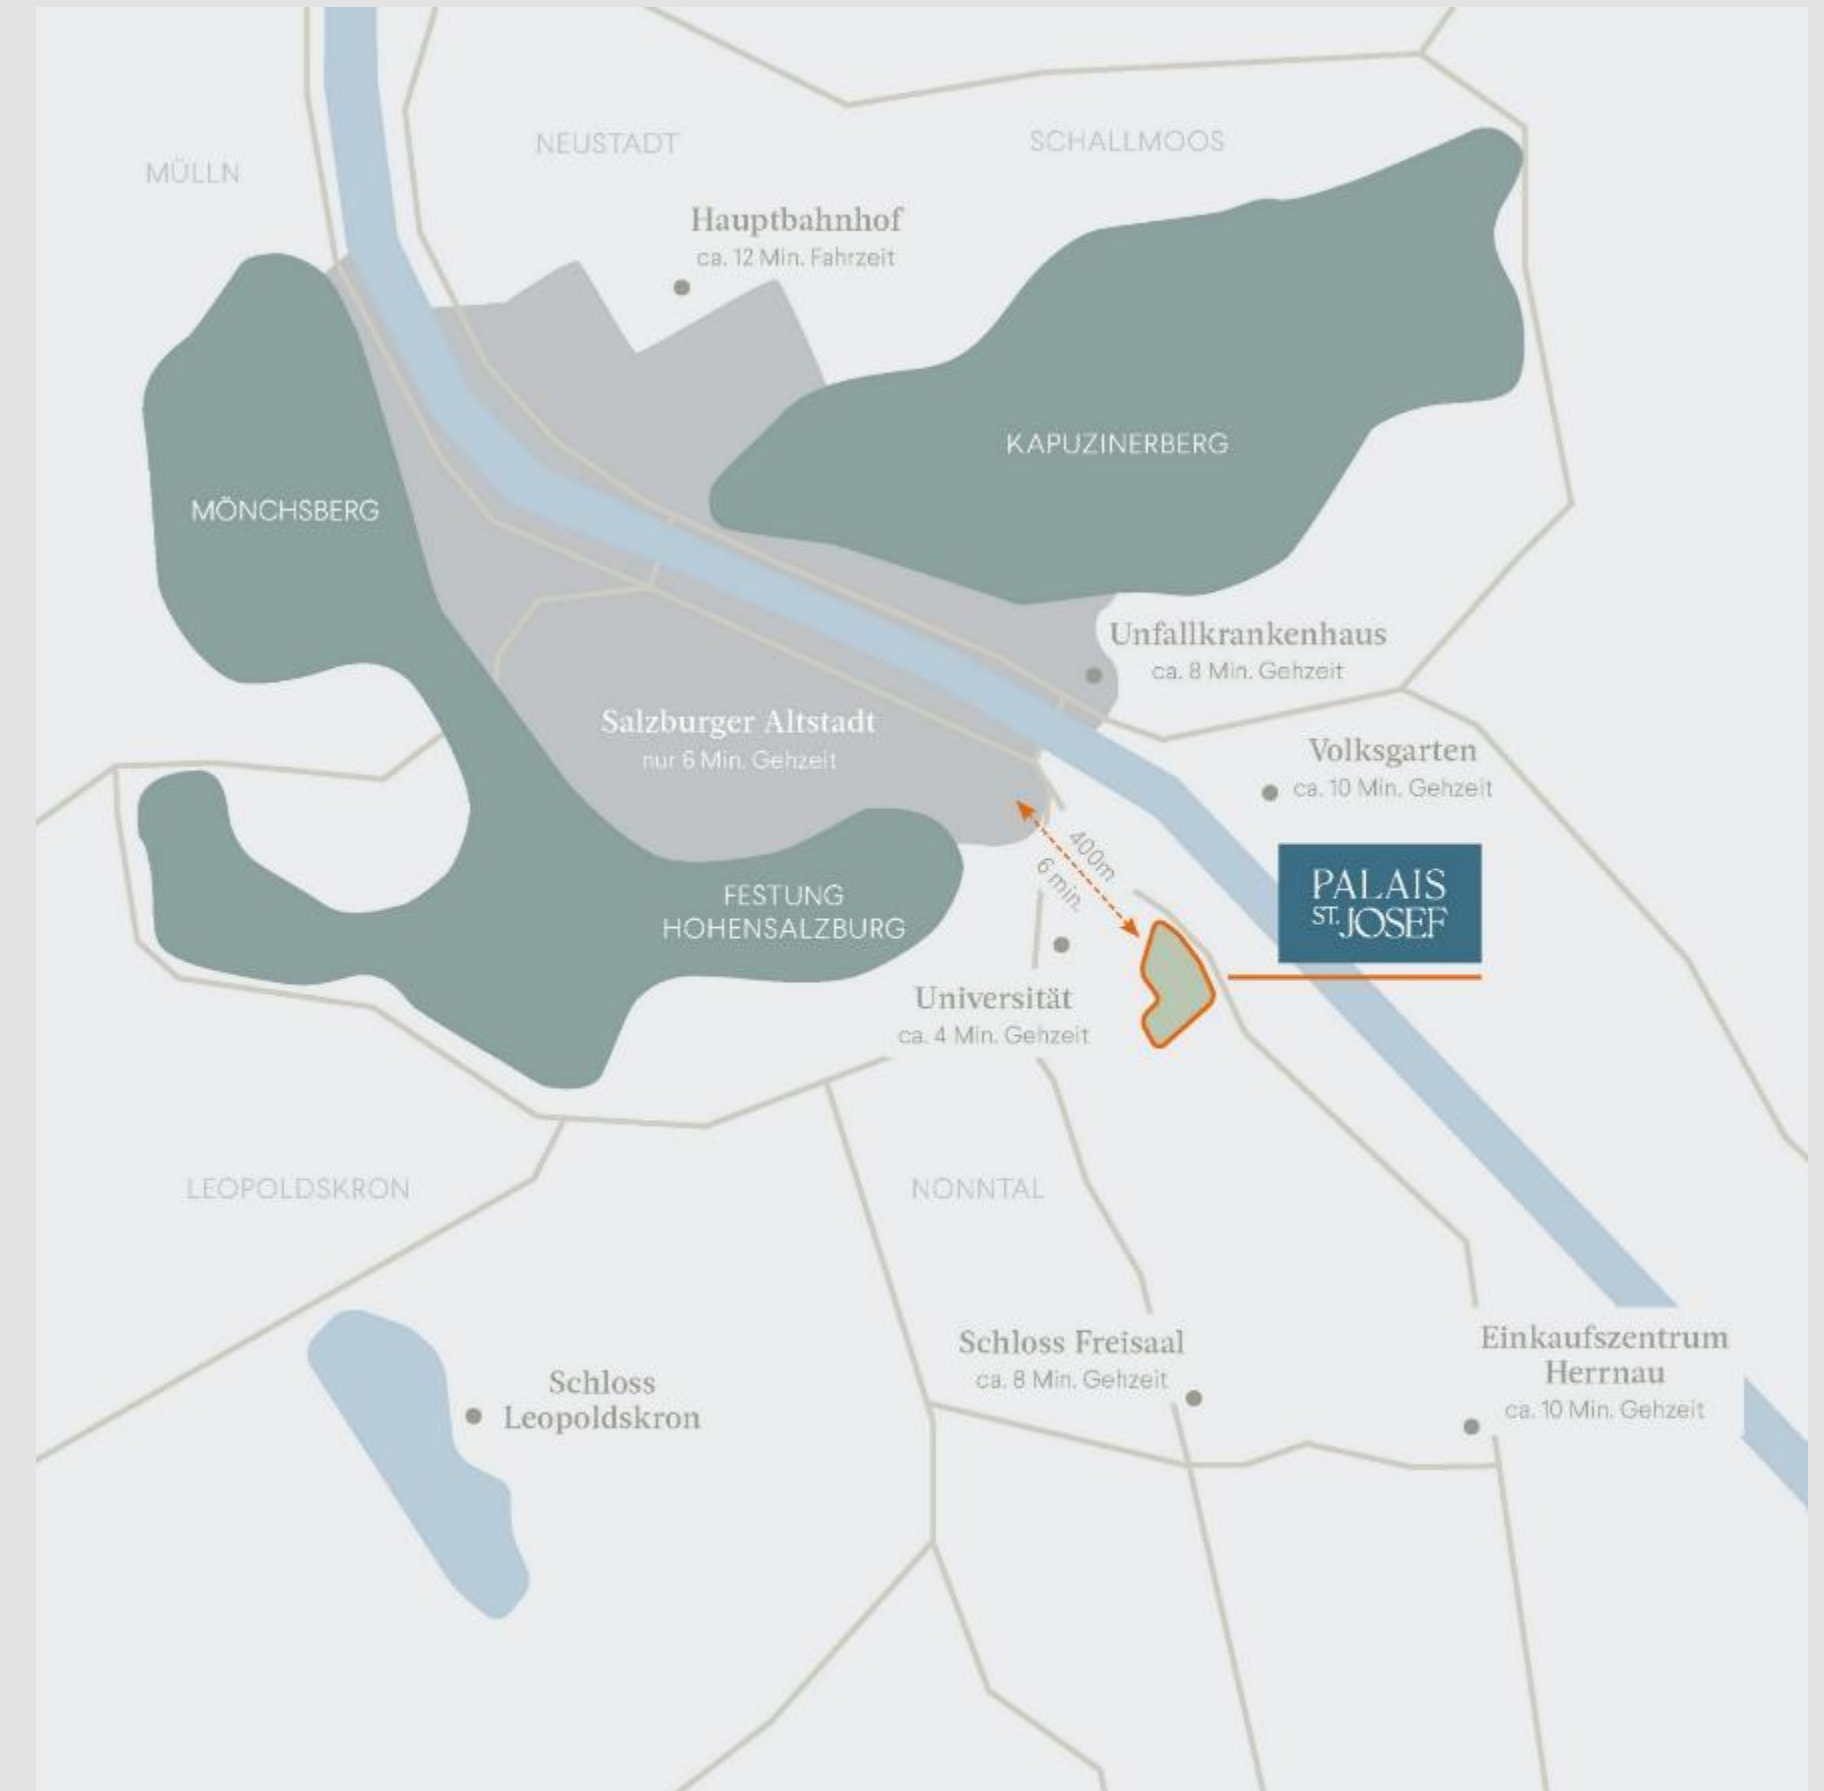 NEUSTADT
SCHALLMOOS
MÜLLN
Hauptbahnhof
ca. 12 Min. Fahrzeit
KAPUZINERBERG
MÖNCHSBERG
Unfallkrankenhaus
ca. 8 Min. Gehzeit
Salzburger Altstadt
nur 6 Min. Gehzeit
Volksgarten
ca. 10 Min. Gehzeit
400m
6 min.
PALAIS
ST. JOSEF
FESTUNG
HOHENSALZBURG
Universität
ca. 4 Min. Gehzeit
LEOPOLDSKRON
NONNTAL
Schloss Freisaal
ca. 8 Min. Gehzeit
Einkaufszentrum
Herrnau
ca. 10 Min. Gehzeit
Schloss
Leopoldskron